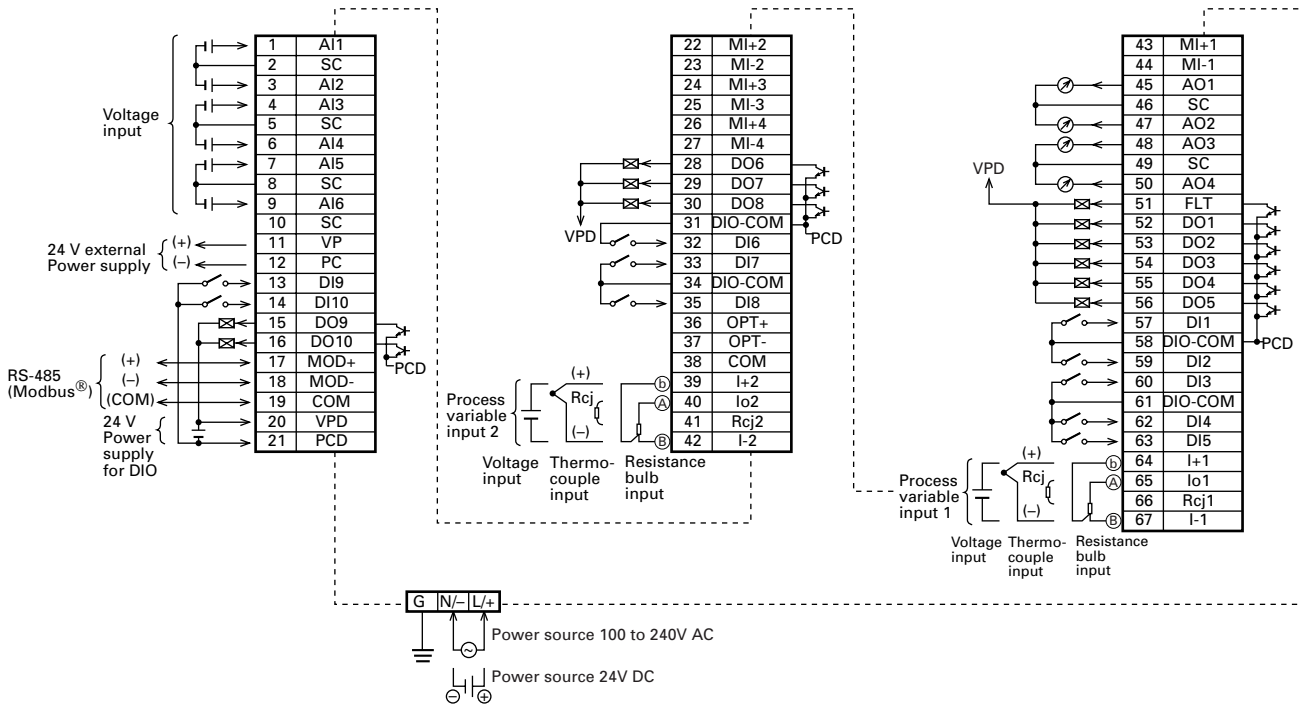 1 AI1
2 SC
3 AI2
4 AI3
5 SC
6 AI4
7 AI5
8 SC
9 AI6
10 SC
11 VP
12 PC
13 DI9
14 DI10
15 DO9
16 DO10
17 MOD+
18 MOD-
19 COM
20 VPD
21 PCD
Voltage
input
24 V external
Power supply
(+)
(–)
PCD
RS-485
(Modbus®)
(+)
(–)
(COM)
24 V
Power
supply
for DIO
22 MI+2
23 MI-2
24 MI+3
25 MI-3
26 MI+4
27 MI-4
28 DO6
29 DO7
30 DO8
31 DIO-COM
32 DI6
33 DI7
34 DIO-COM
35 DI8
36 OPT+
37 OPT-
38 COM
39 I+2
40 Io2
41 Rcj2
42 I-2
VPD
PCD
Process
variable
input 2
(+)
Rcj
(–)
b
A
B
Voltage
input
Thermo-
couple
input
Resistance
bulb
input
43 MI+1
44 MI-1
45 AO1
46 SC
47 AO2
48 AO3
49 SC
50 AO4
51 FLT
52 DO1
53 DO2
54 DO3
55 DO4
56 DO5
57 DI1
58 DIO-COM
59 DI2
60 DI3
61 DIO-COM
62 DI4
63 DI5
64 I+1
65 Io1
66 Rcj1
67 I-1
VPD
PCD
Process
variable
input 1
(+)
Rcj
(–)
b
A
B
Voltage
input
Thermo-
couple
input
Resistance
bulb
input
G N/– L/+
Power source 100 to 240V AC
Power source 24V DC